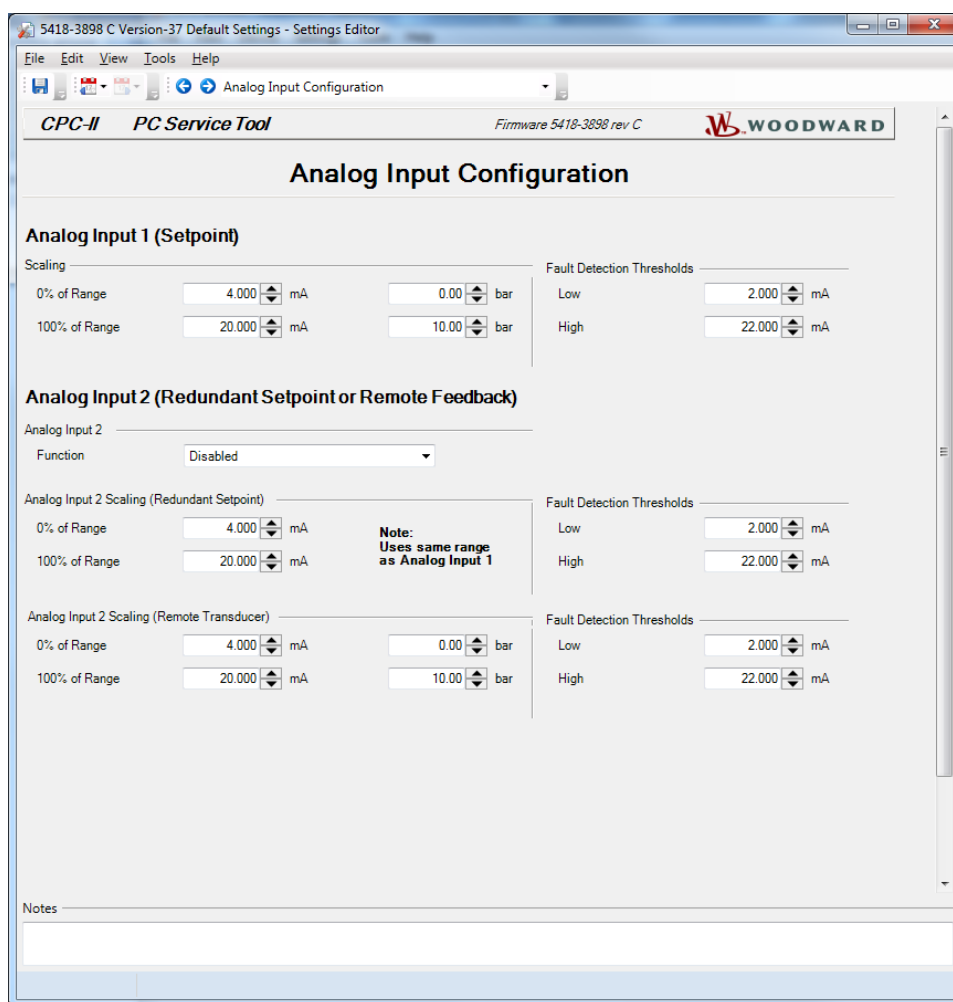 5418-3898 C Version-37 Default Settings - Settings Editor
File Edit View Tools Help
Analog Input Configuration
CPC-II PC Service Tool Firmware 5418-3898 rev C WOODWARD
Analog Input Configuration
Analog Input 1 (Setpoint)
Scaling Fault Detection Thresholds
0% of Range 4.000 mA 0.00 bar Low 2.000 mA
100% of Range 20.000 mA 10.00 bar High 22.000 mA
Analog Input 2 (Redundant Setpoint or Remote Feedback)
Analog Input 2
Function Disabled
Analog Input 2 Scaling (Redundant Setpoint) Fault Detection Thresholds
0% of Range 4.000 mA Note: Low 2.000 mA
Uses same range
100% of Range 20.000 mA as Analog Input 1 High 22.000 mA
Analog Input 2 Scaling (Remote Transducer) Fault Detection Thresholds
0% of Range 4.000 mA 0.00 bar Low 2.000 mA
100% of Range 20.000 mA 10.00 bar High 22.000 mA
Notes